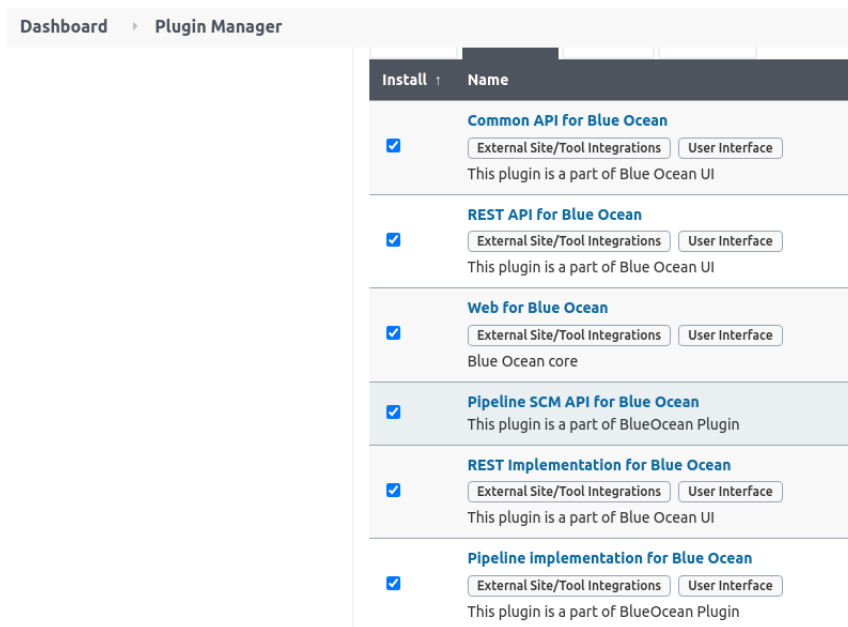 Dashboard Plugin Manager
Install ↑ Name
Common API for Blue Ocean
External Site/Tool Integrations User Interface
This plugin is a part of Blue Ocean UI
REST API for Blue Ocean
External Site/Tool Integrations User Interface
This plugin is a part of Blue Ocean UI
Web for Blue Ocean
External Site/Tool Integrations User Interface
Blue Ocean core
Pipeline SCM API for Blue Ocean
This plugin is a part of BlueOcean Plugin
REST Implementation for Blue Ocean
External Site/Tool Integrations User Interface
This plugin is a part of Blue Ocean UI
Pipeline implementation for Blue Ocean
External Site/Tool Integrations User Interface
This plugin is a part of BlueOcean Plugin